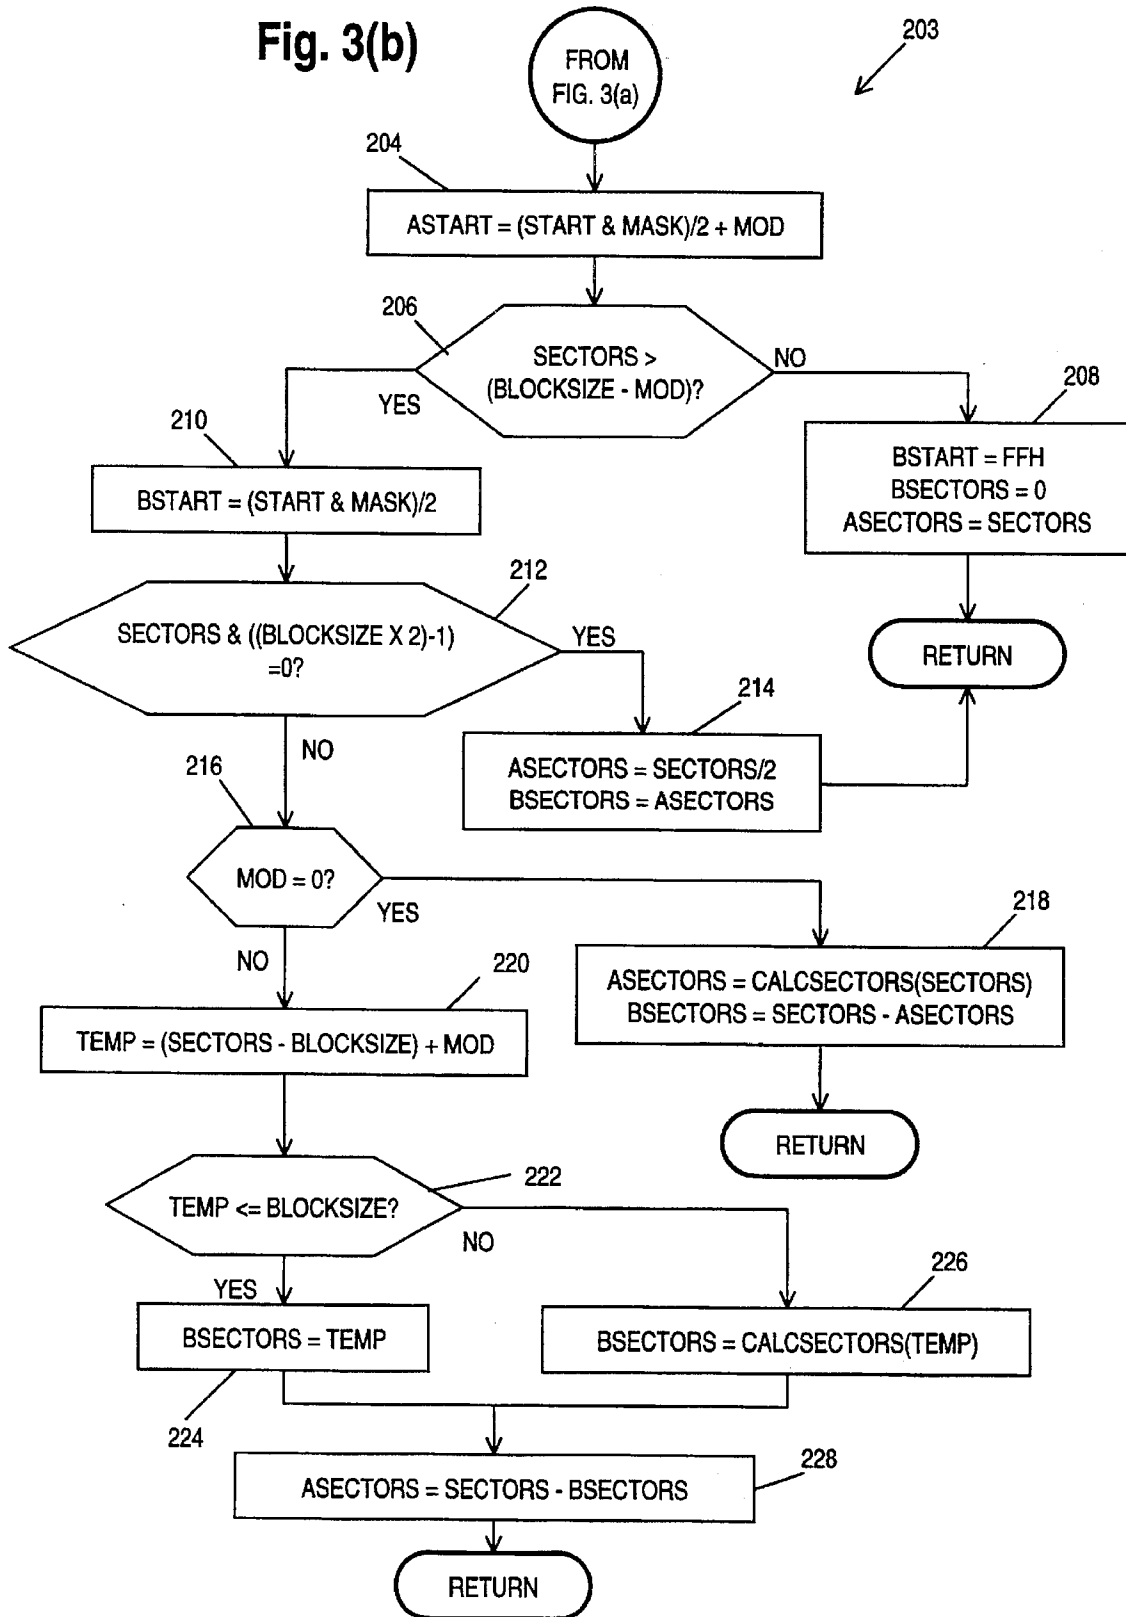 Fig. 3(b)
FROM
FIG. 3(a)
203
204
ASTART = (START & MASK)/2 + MOD
206
SECTORS >
(BLOCKSIZE - MOD)?
NO
YES
208
BSTART = FFH
BSECTORS = 0
ASECTORS = SECTORS
210
BSTART = (START & MASK)/2
212
SECTORS & ((BLOCKSIZE X 2)-1)
=0?
YES
RETURN
NO
214
ASECTORS = SECTORS/2
BSECTORS = ASECTORS
216
MOD = 0?
YES
NO
218
ASECTORS = CALCSECTORS(SECTORS)
BSECTORS = SECTORS - ASECTORS
220
TEMP = (SECTORS - BLOCKSIZE) + MOD
RETURN
222
TEMP <= BLOCKSIZE?
NO
YES
226
BSECTORS = TEMP
BSECTORS = CALCSECTORS(TEMP)
224
228
ASECTORS = SECTORS - BSECTORS
RETURN